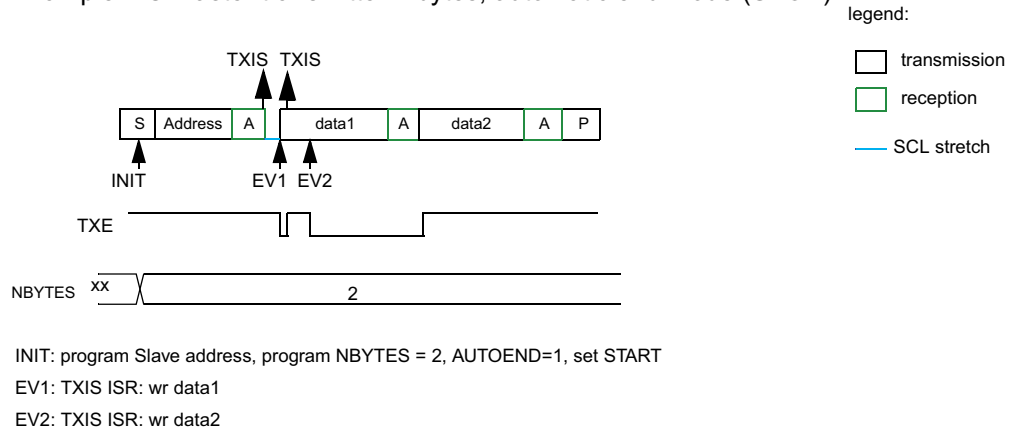 legend:
transmission
reception
SCL stretch
TXIS TXIS
S Address A data1 A data2 A P
INIT EV1 EV2
TXE
NBYTES xx 2
INIT: program Slave address, program NBYTES = 2, AUTOEND=1, set START
EV1: TXIS ISR: wr data1
EV2: TXIS ISR: wr data2